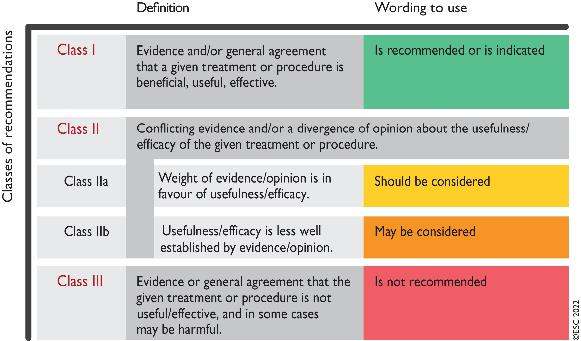 Definition
Wording to use
Classes of recommendations
Class I
Evidence and/or general agreement
that a given treatment or procedure is
beneficial, useful, effective.
Is recommended or is indicated
Class II
Conflicting evidence and/or a divergence of opinion about the usefulness/
efficacy of the given treatment or procedure.
Class IIa
Weight of evidence/opinion is in
favour of usefulness/efficacy.
Should be considered
Class IIb
Usefulness/efficacy is less well
established by evidence/opinion.
May be considered
Class III
Evidence or general agreement that the
given treatment or procedure is not
useful/effective, and in some cases
may be harmful.
Is not recommended
©ESC 2022